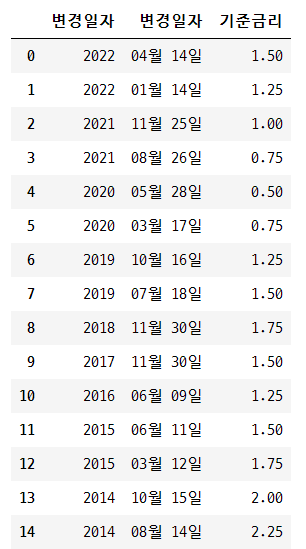 변경일자 변경일자 기준금리
0 2022 04월 14일 1.50
1 2022 01월 14일 1.25
2 2021 11월 25일 1.00
3 2021 08월 26일 0.75
4 2020 05월 28일 0.50
5 2020 03월 17일 0.75
6 2019 10월 16일 1.25
7 2019 07월 18일 1.50
8 2018 11월 30일 1.75
9 2017 11월 30일 1.50
10 2016 06월 09일 1.25
11 2015 06월 11일 1.50
12 2015 03월 12일 1.75
13 2014 10월 15일 2.00
14 2014 08월 14일 2.25